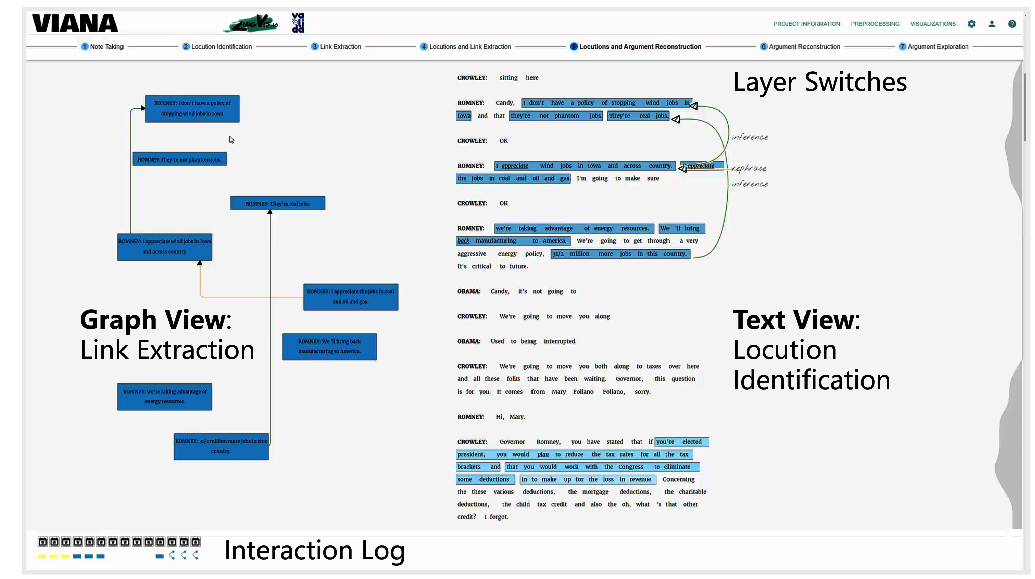 VIANA
PROJECT INFORMATION PREPROCESSING VISUALIZATIONS
1 Note Taking 2 Locution Identification 3 Link Extraction 4 Locutions and Link Extraction 5 Locutions and Argument Reconstruction 6 Argument Reconstruction 7 Argument Exploration
ROMNEY: I don't have a policy of
stopping wind jobs in Iowa
ROMNEY: they're not phantom jobs.
ROMNEY: They're real jobs.
ROMNEY: I appreciate wind jobs in Iowa
and across country.
ROMNEY: I appreciate the jobs in coal
and oil and gas.
ROMNEY: We 'll bring back
manufacturing to America.
ROMNEY: we're taking advantage of
energy resources.
ROMNEY: 31/2 million more jobs in this
country.
Graph View:
Link Extraction
CROWLEY: sitting here
ROMNEY: Candy, I don't have a policy of stopping wind jobs in
Iowa and that they're not phantom jobs. They're real jobs.
CROWLEY: OK
ROMNEY: I appreciate wind jobs in Iowa and across country. I appreciate
the jobs in coal and oil and gas. I'm going to make sure
CROWLEY: OK
ROMNEY: we're taking advantage of energy resources. We 'll bring
back manufacturing to America. We're going to get through a very
aggressive energy policy, 31/2 million more jobs in this country.
It's critical to future.
OBAMA: Candy, it's not going to
CROWLEY: We're going to move you along
OBAMA: Used to being interrupted.
CROWLEY: We're going to move you both along to taxes over here
and all these folks that have been waiting. Governor, this question
is for you. It comes from Mary Follano Follano, sorry.
ROMNEY: Hi, Mary.
CROWLEY: Governor Romney, you have stated that if you're elected
president, you would plan to reduce the tax rates for all the tax
brackets and that you would work with the Congress to eliminate
some deductions in to make up for the loss in revenue. Concerning
the these various deductions, the mortgage deductions, the charitable
deductions, the child tax credit and also the oh, what 's that other
credit? I forgot.
inference
rephrase
inference
Layer Switches
Text View:
Locution
Identification
Interaction Log